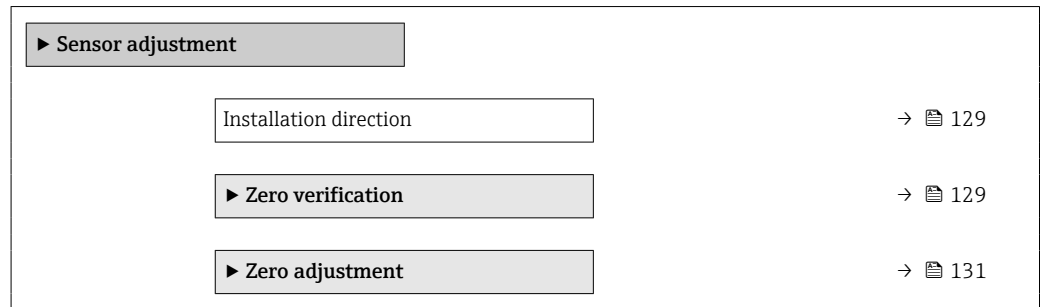 ▶ Sensor adjustment
Installation direction → 129
▶ Zero verification → 129
▶ Zero adjustment → 131